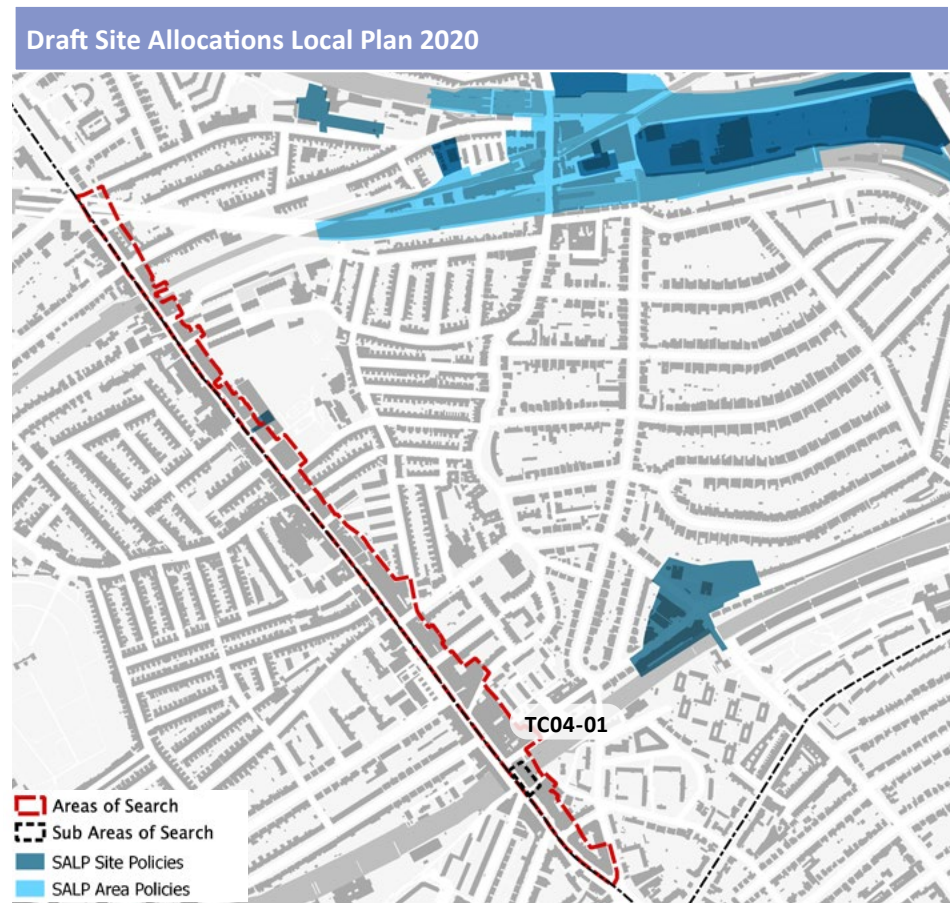 Draft Site Allocations Local Plan 2020
TC04-01
Areas of Search
Sub Areas of Search
SALP Site Policies
SALP Area Policies